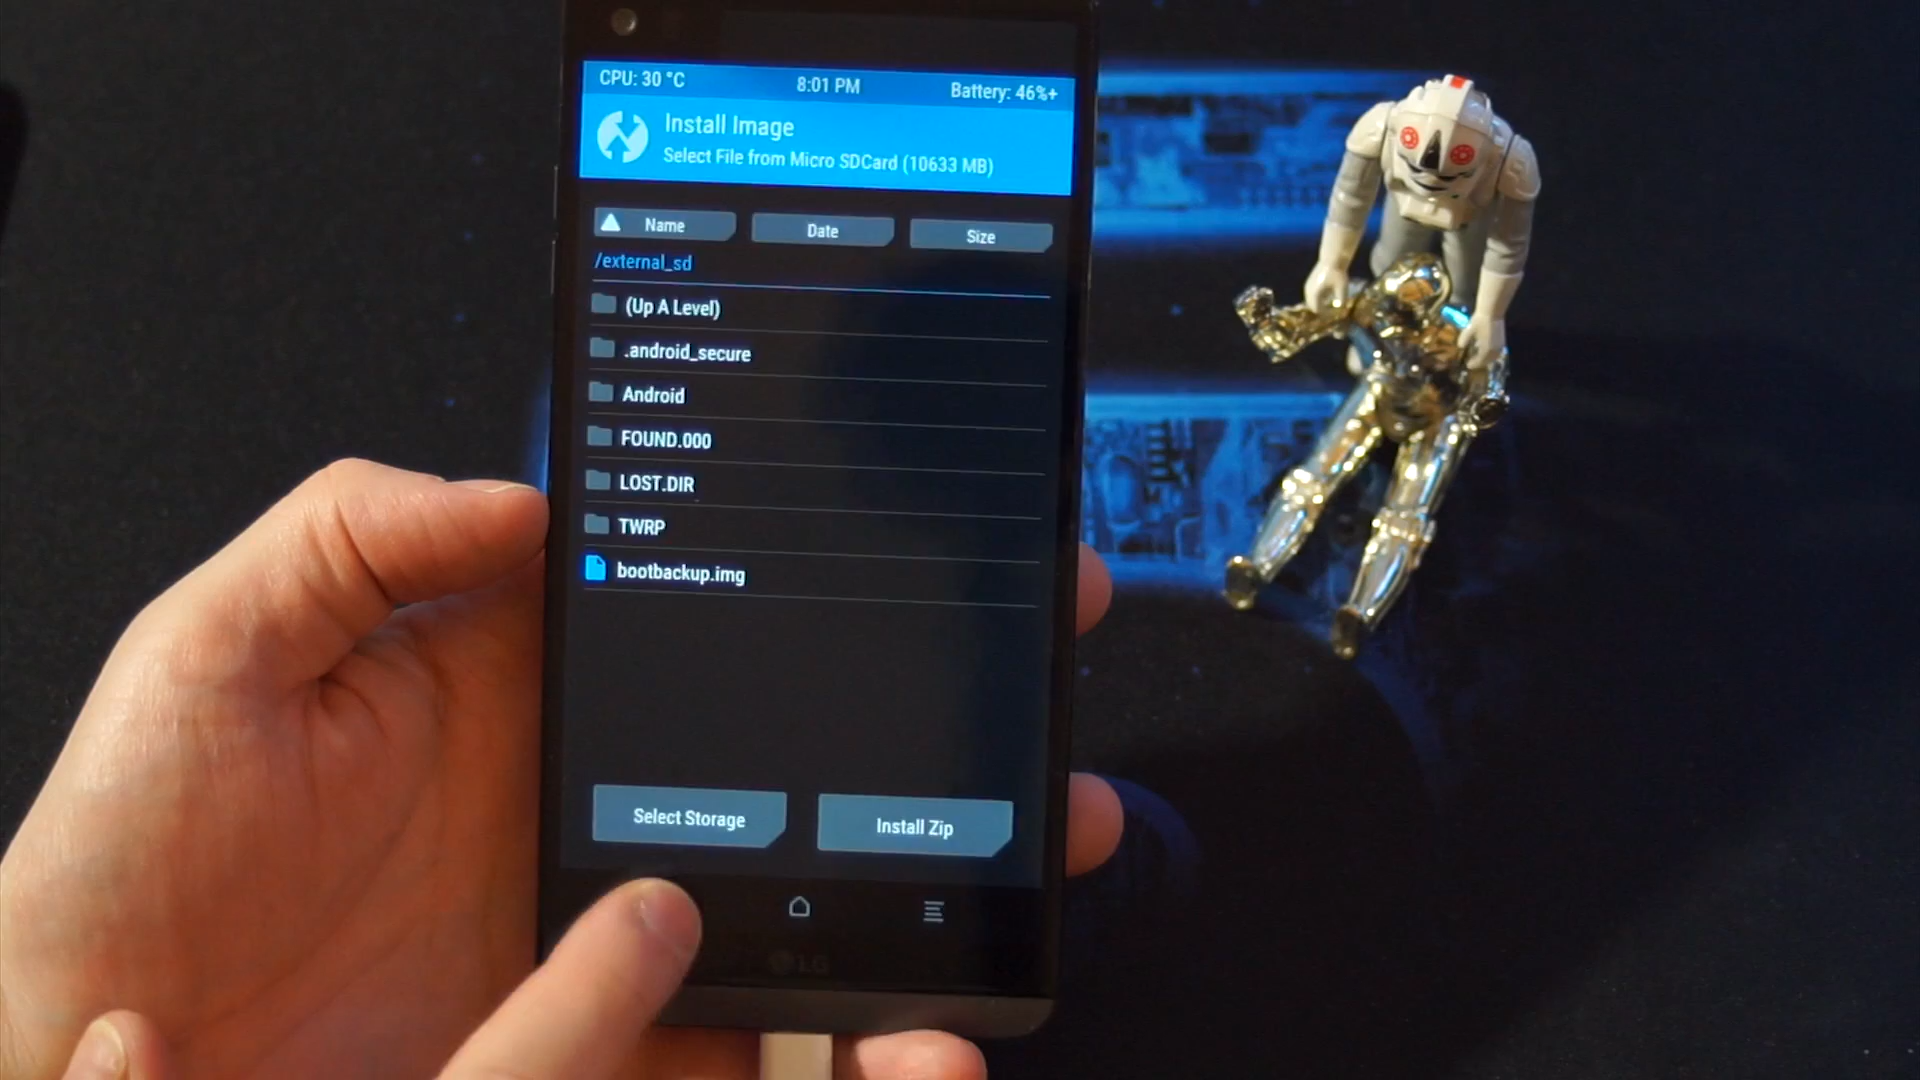 CPU: 30 °C 8:01 PM Battery: 46%+
Install Image
Select File from Micro SDCard (10633 MB)
Name Date Size
/external_sd
(Up A Level)
.android_secure
Android
FOUND.000
LOST.DIR
TWRP
bootbackup.img
Select Storage Install Zip
LG